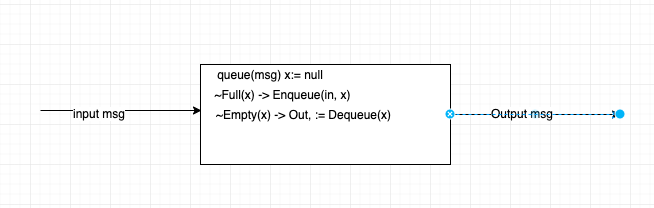 queue(msg) x:= null
~Full(x) -> Enqueue(in, x)
input msg
~Empty(x) -> Out, := Dequeue(x)
Output msg